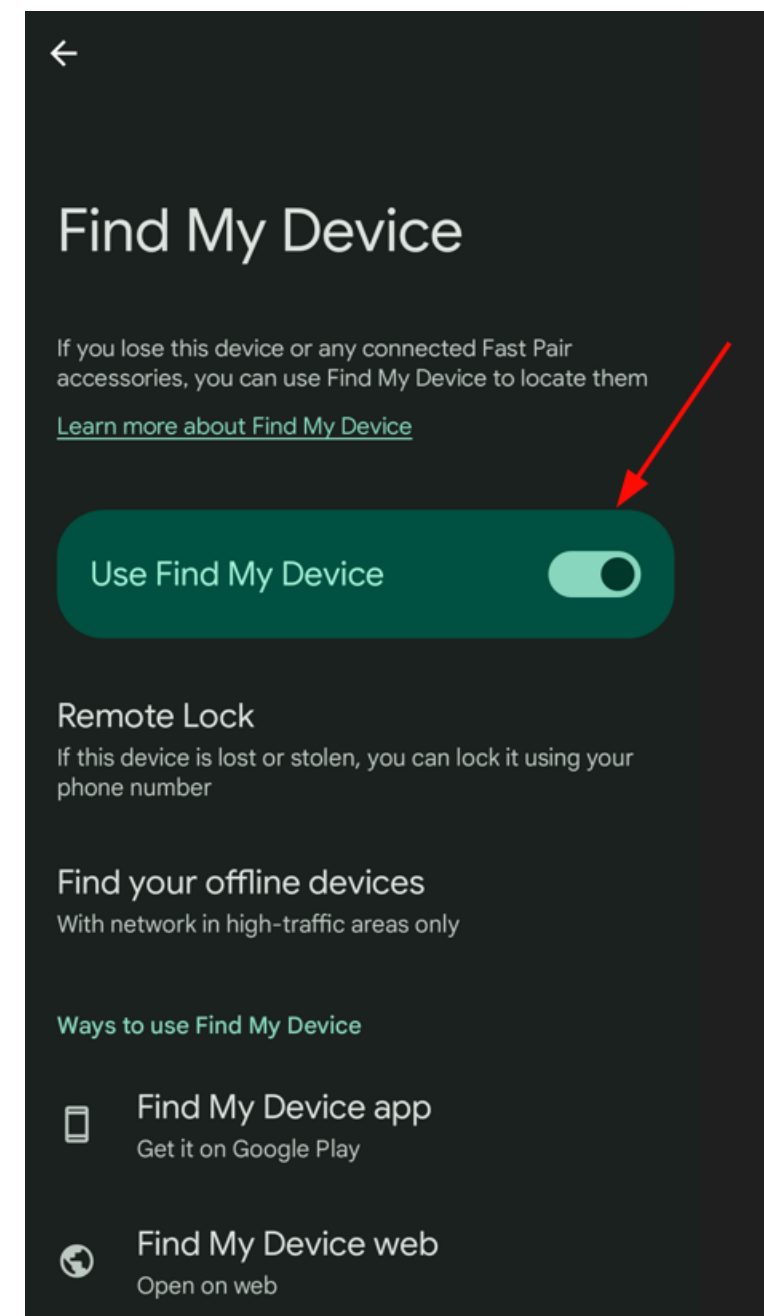 Find My Device
If you lose this device or any connected Fast Pair
accessories, you can use Find My Device to locate them
Learn more about Find My Device
Use Find My Device
Remote Lock
If this device is lost or stolen, you can lock it using your
phone number
Find your offline devices
With network in high-traffic areas only
Ways to use Find My Device
Find My Device app
Get it on Google Play
Find My Device web
Open on web